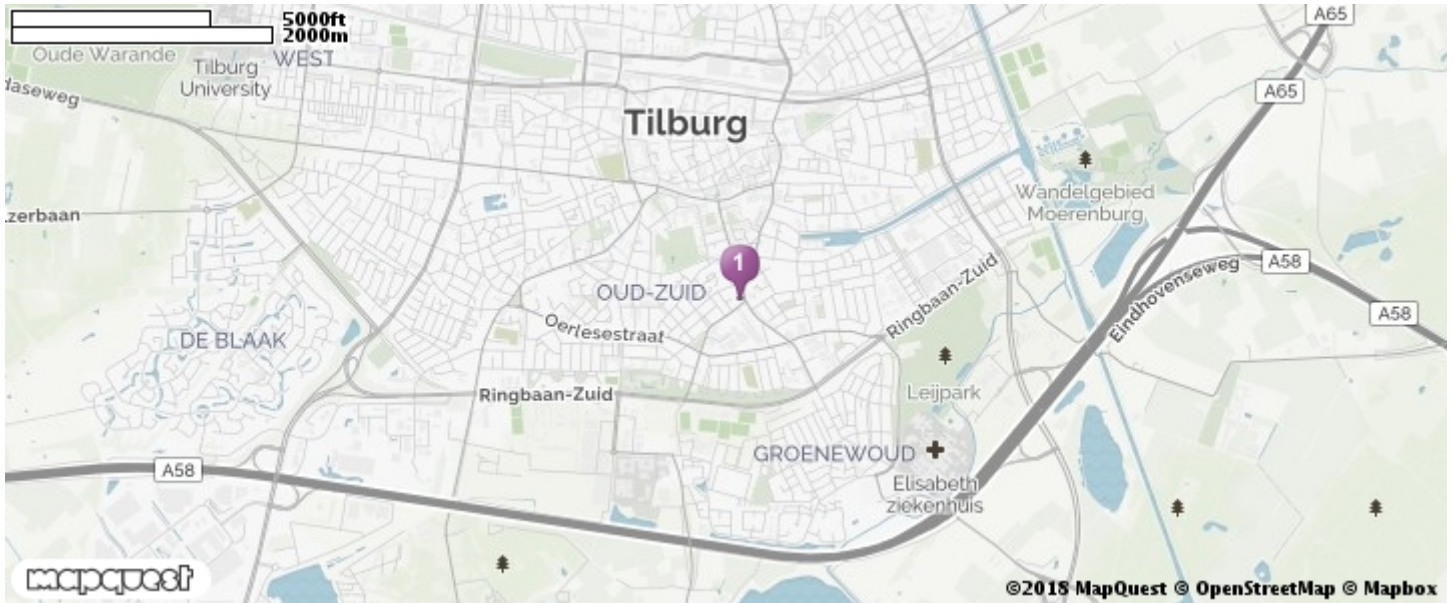 5000ft
2000m
A65
Oude Warande
WEST
Tilburg
University
daseweg
A65
Tilburg
Wandelgebied
Moerenburg
lzerbaan
1
A58
OUD-ZUID
Ringbaan-Zuid
Eindhovenseweg
A58
Oerlesestraat
DE BLAAK
Leijpark
Ringbaan-Zuid
GROENEWOUD
A58
Elisabeth
ziekenhuis
mapquest
©2018 MapQuest © OpenStreetMap © Mapbox